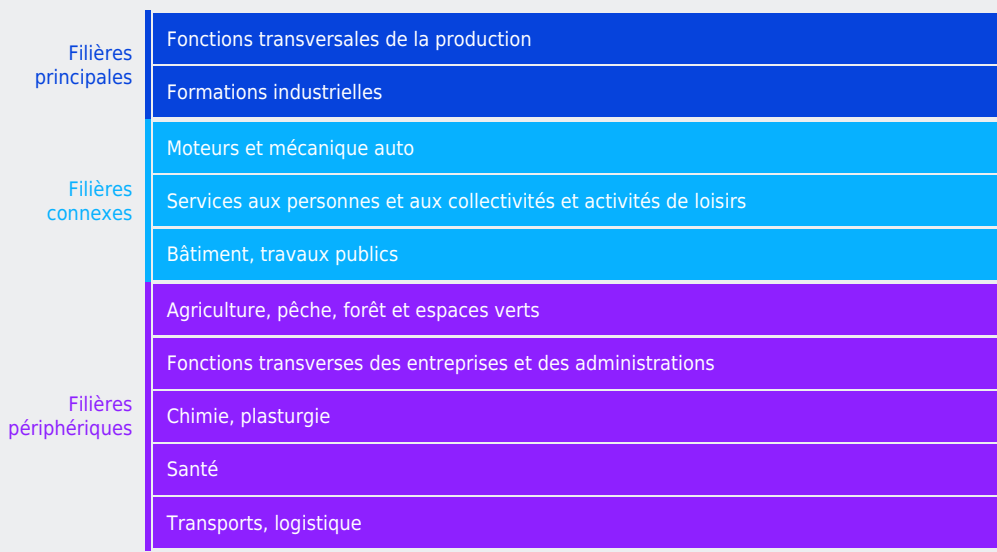 Filières
principales
Fonctions transversales de la production
Formations industrielles
Filières
connexes
Moteurs et mécanique auto
Services aux personnes et aux collectivités et activités de loisirs
Bâtiment, travaux publics
Filières
périphériques
Agriculture, pêche, forêt et espaces verts
Fonctions transverses des entreprises et des administrations
Chimie, plasturgie
Santé
Transports, logistique